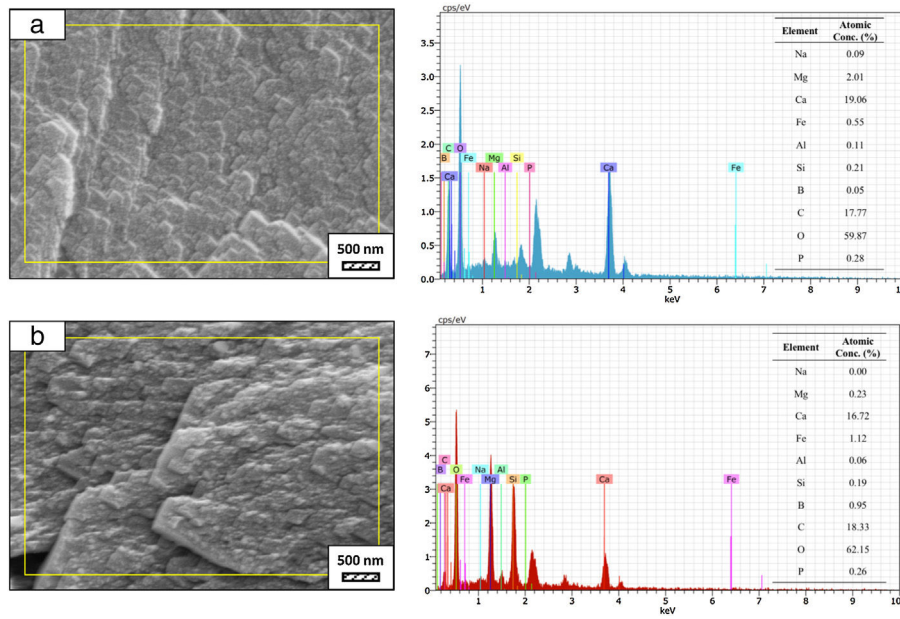 a
500 nm
cps/eV
3.5
3.0
2.5
2.0
1.5
1.0
0.5
0.0
C O
B Fe Mg Si
Ca Na Al P Ca Fe
1 2 3 4 5 6 7 8 9 10
keV
Element Atomic Conc. (%)
Na 0.09
Mg 2.01
Ca 19.06
Fe 0.55
Al 0.11
Si 0.21
B 0.05
C 17.77
O 59.87
P 0.28
b
500 nm
cps/eV
7
6
5
4
3
2
1
0
C
B O Na Al
Ca Fe Mg Si P Ca Fe
1 2 3 4 5 6 7 8 9 10
keV
Element Atomic Conc. (%)
Na 0.00
Mg 0.23
Ca 16.72
Fe 1.12
Al 0.06
Si 0.19
B 0.95
C 18.33
O 62.15
P 0.26